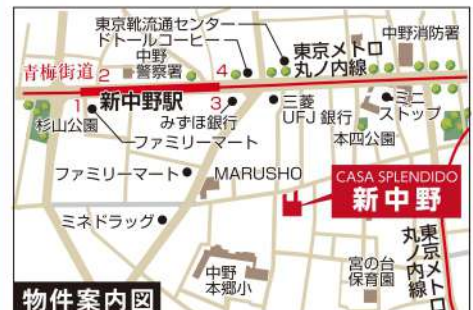 東京靴流通センター
ドトールコーヒー
中野消防署
東京メトロ
丸ノ内線
中野
警察署
青梅街道
2
4
新中野駅
1
3
杉山公園
みずほ銀行
三菱
UFJ 銀行
ミニ
ストップ
ファミリーマート
本四公園
ファミリーマート
MARUSHO
CASA SPLENDIDO
新中野
ミネドラッグ
中野
本郷小
宮の台
保育園
東京メトロ
丸ノ内線
物件案内図